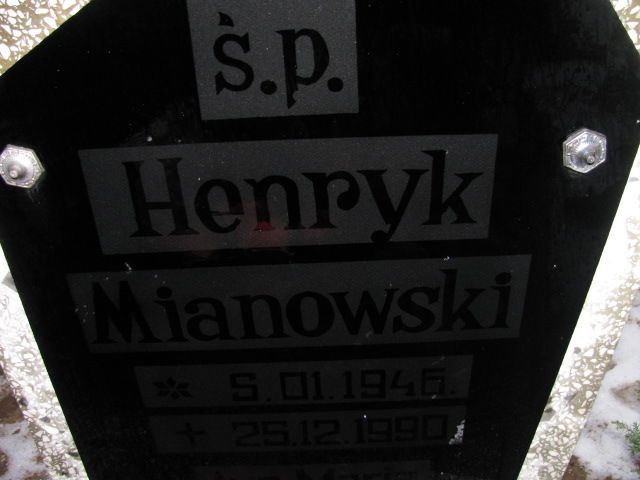 ś.p.
Henryk
Mianowski
* 5.01.1946.
+ 25.12.1990